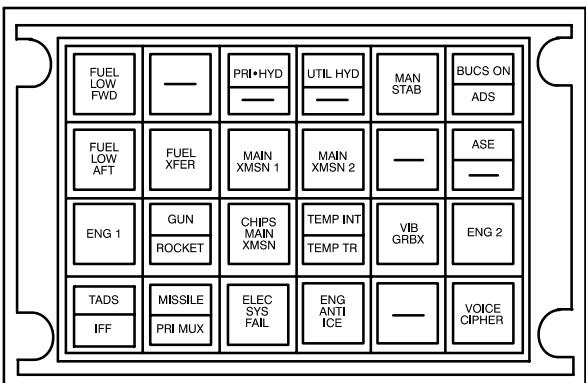 FUEL
LOW
FWD
—
PRI•HYD
—
UTIL HYD
—
MAN
STAB
BUCS ON
ADS
FUEL
LOW
AFT
FUEL
XFER
MAIN
XMSN 1
MAIN
XMSN 2
—
ASE
—
ENG 1
GUN
ROCKET
CHIPS
MAIN
XMSN
TEMP INT
TEMP TR
VIB
GRBX
ENG 2
TADS
IFF
MISSILE
PRI MUX
ELEC
SYS
FAIL
ENG
ANTI
ICE
—
VOICE
CIPHER